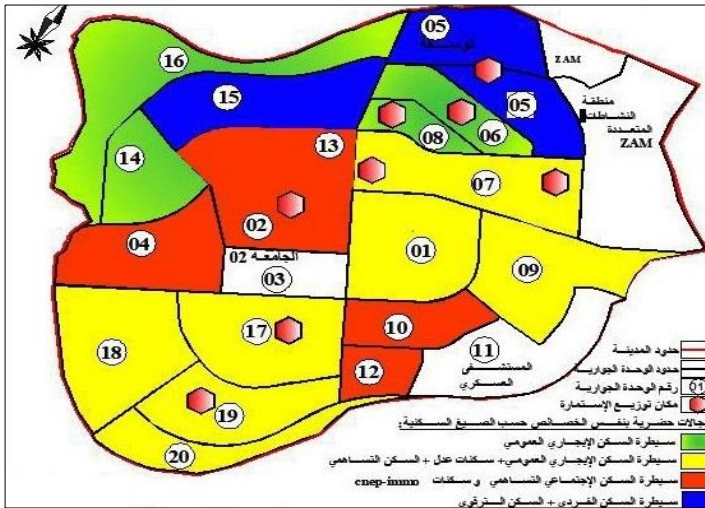 05
توسعة
ZAM
16
15
05
منطقة
النشاطات
المتعددة
ZAM
08
06
13
14
07
02
04
الجامعة 02
03
01
09
17
10
18
11
المستشفى
العسكري
12
19
20
حدود المدينة
حدود الوحدة الجوارية
رقم الوحدة الجوارية 01
مكان توزيع الإستمارة
جالات حضرية بنفس الخصائص حسب الصيغ السكنية:
سيطرة السكن الإيجاري العمومي
سيطرة السكن الإيجاري العمومي+ سكنات عدل + السكن التساهمي
سيطرة السكن الإجتماعي التساهمي و سكنات cnep-immo
سيطرة السكن الفردي + السكن الترقوي